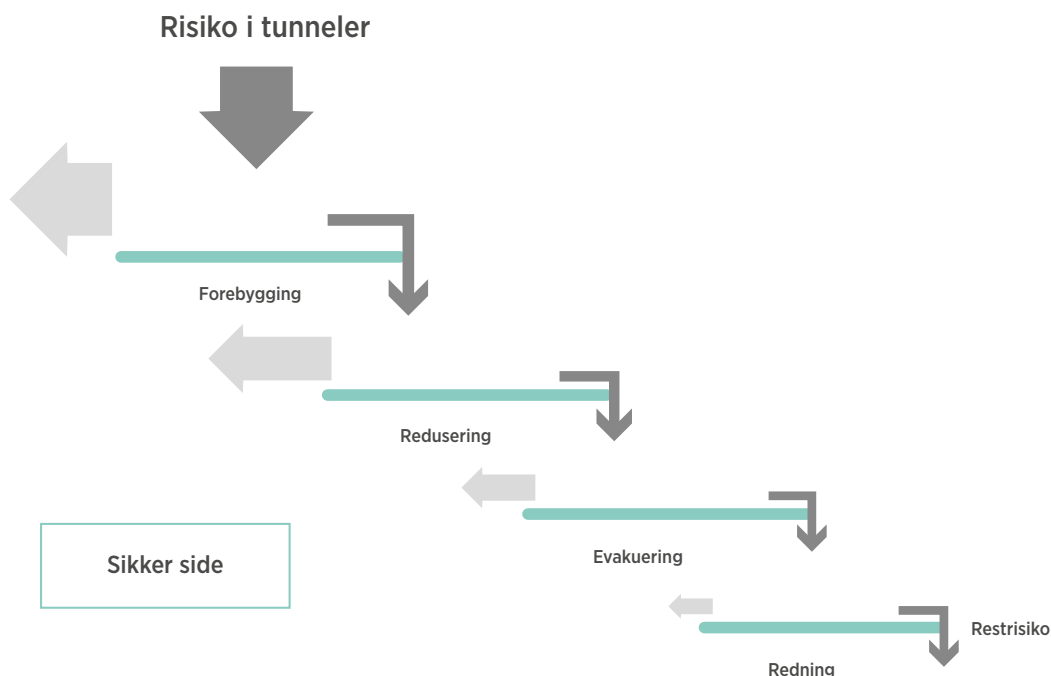 Risiko i tunneler
Forebygging
Redusering
Evakuering
Sikker side
Restrisiko
Redning